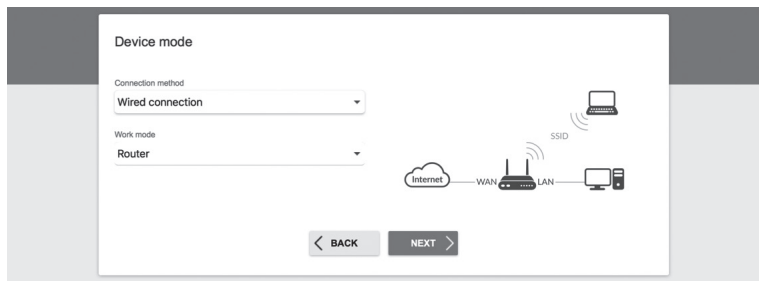 Device mode
Connection method
Wired connection
Work mode
Router
SSID
Internet
WAN
LAN
BACK
NEXT